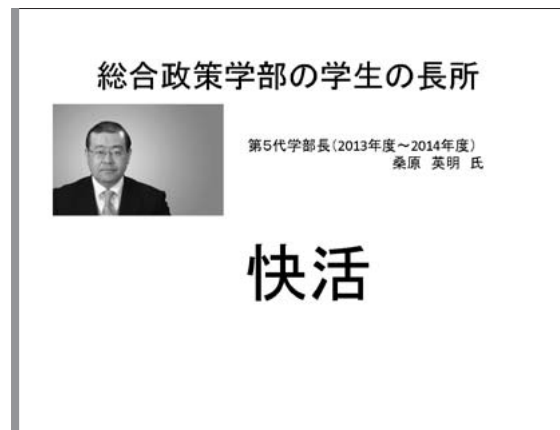 総合政策学部の学生の長所
第5代学部長(2013年度～2014年度)
桑原 英明 氏
快活